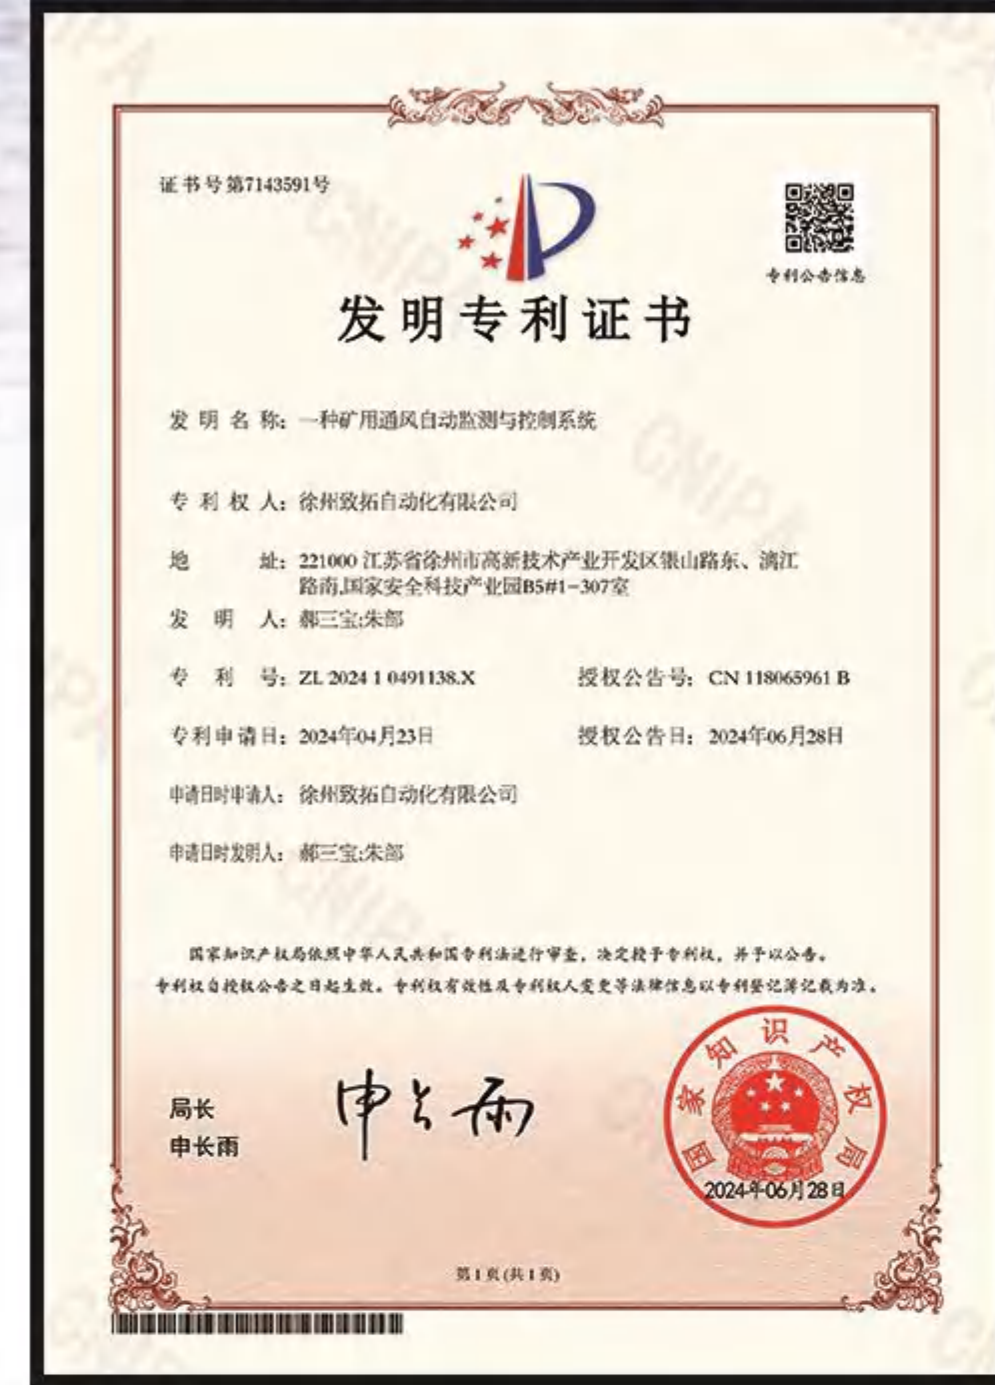 证书号第7143591号
专利公告信息
发明专利证书
发明名称：一种矿用通风自动监测与控制系统
专利权人：徐州致拓自动化有限公司
地址：221000 江苏省徐州市高新技术产业开发区银山路东、漓江
路南,国家安全科技产业园B5#1-307室
发明人：郝三宝;朱部
专利号：ZL 2024 1 0491138.X 授权公告号：CN 118065961 B
专利申请日：2024年04月23日 授权公告日：2024年06月28日
申请日时申请人：徐州致拓自动化有限公司
申请日时发明人：郝三宝;朱部
国家知识产权局依照中华人民共和国专利法进行审查，决定授予专利权，并予以公告。
专利权自授权公告之日起生效。专利权有效性及专利权人变更等法律信息以专利登记簿记载为准。
局长
申长雨
申长雨
国家知识产权局
2024年06月28日
第1页(共1页)
CNIPA